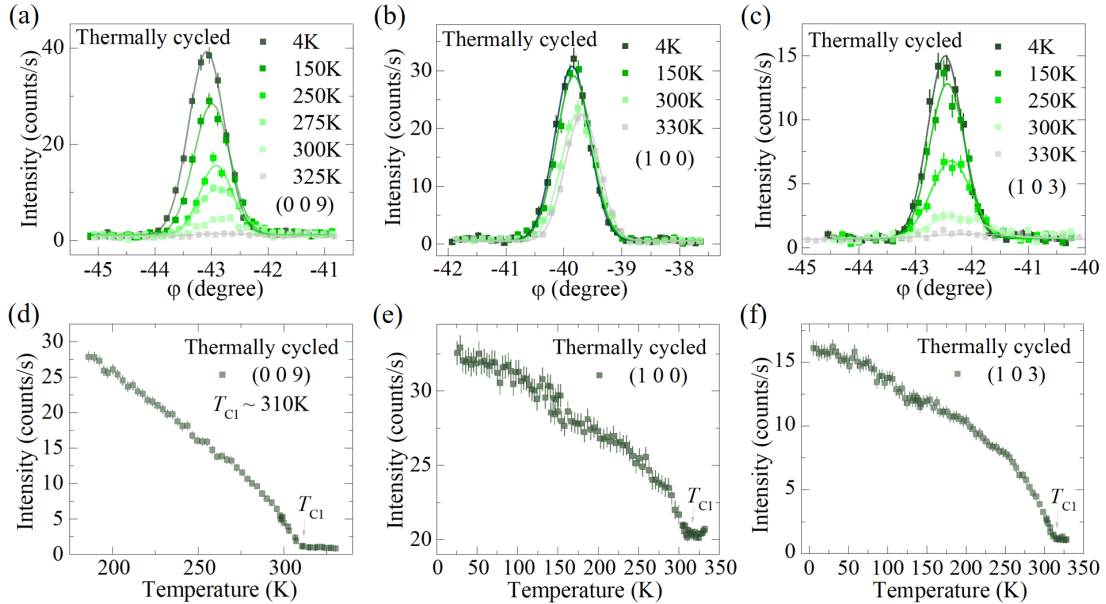 (a)
Thermally cycled
4K
150K
250K
275K
300K
325K
(0 0 9)
Intensity (counts/s)
40
20
0
-45 -44 -43 -42 -41
φ (degree)
(b)
Thermally cycled
4K
150K
300K
330K
(1 0 0)
Intensity (counts/s)
30
20
10
0
-42 -41 -40 -39 -38
φ (degree)
(c)
Thermally cycled
4K
150K
250K
300K
330K
(1 0 3)
Intensity (counts/s)
15
10
5
0
-45 -44 -43 -42 -41 -40
φ (degree)
(d)
Thermally cycled
(0 0 9)
TC1 ~ 310K
TC1
Intensity (counts/s)
30
25
20
15
10
5
0
200 250 300
Temperature (K)
(e)
Thermally cycled
(1 0 0)
TC1
Intensity (counts/s)
30
25
20
0 50 100 150 200 250 300 350
Temperature (K)
(f)
Thermally cycled
(1 0 3)
TC1
Intensity (counts/s)
15
10
5
0
0 50 100 150 200 250 300 350
Temperature (K)